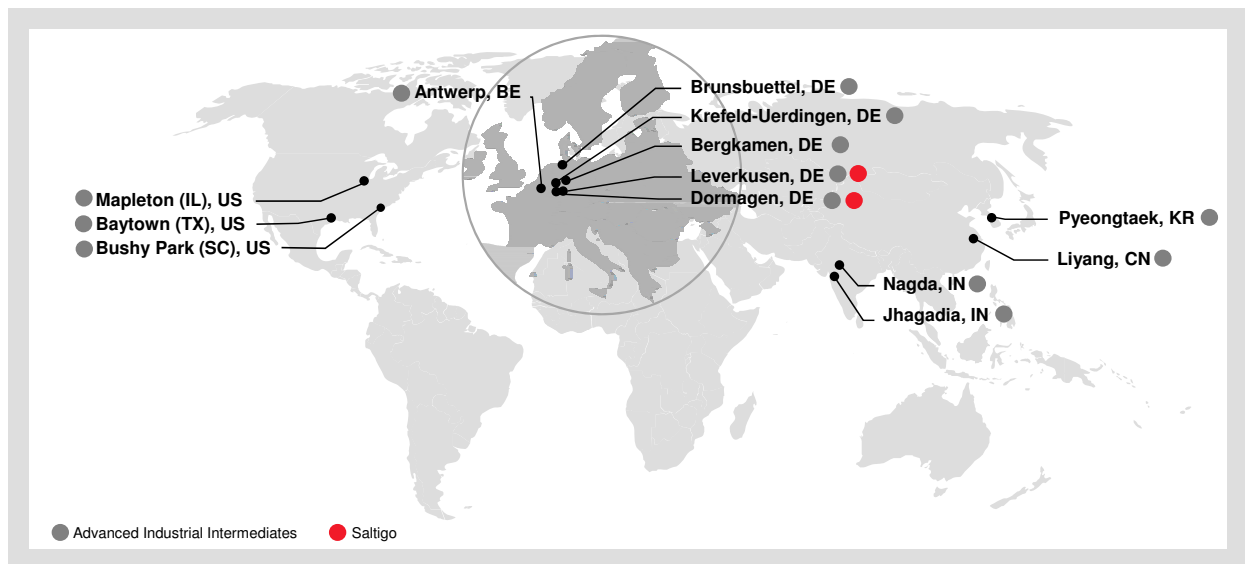 Antwerp, BE
Brunsbuettel, DE
Krefeld-Uerdingen, DE
Bergkamen, DE
Leverkusen, DE
Dormagen, DE
Mapleton (IL), US
Baytown (TX), US
Bushy Park (SC), US
Pyeongtaek, KR
Liyang, CN
Nagda, IN
Jhagadia, IN
Advanced Industrial Intermediates
Saltigo